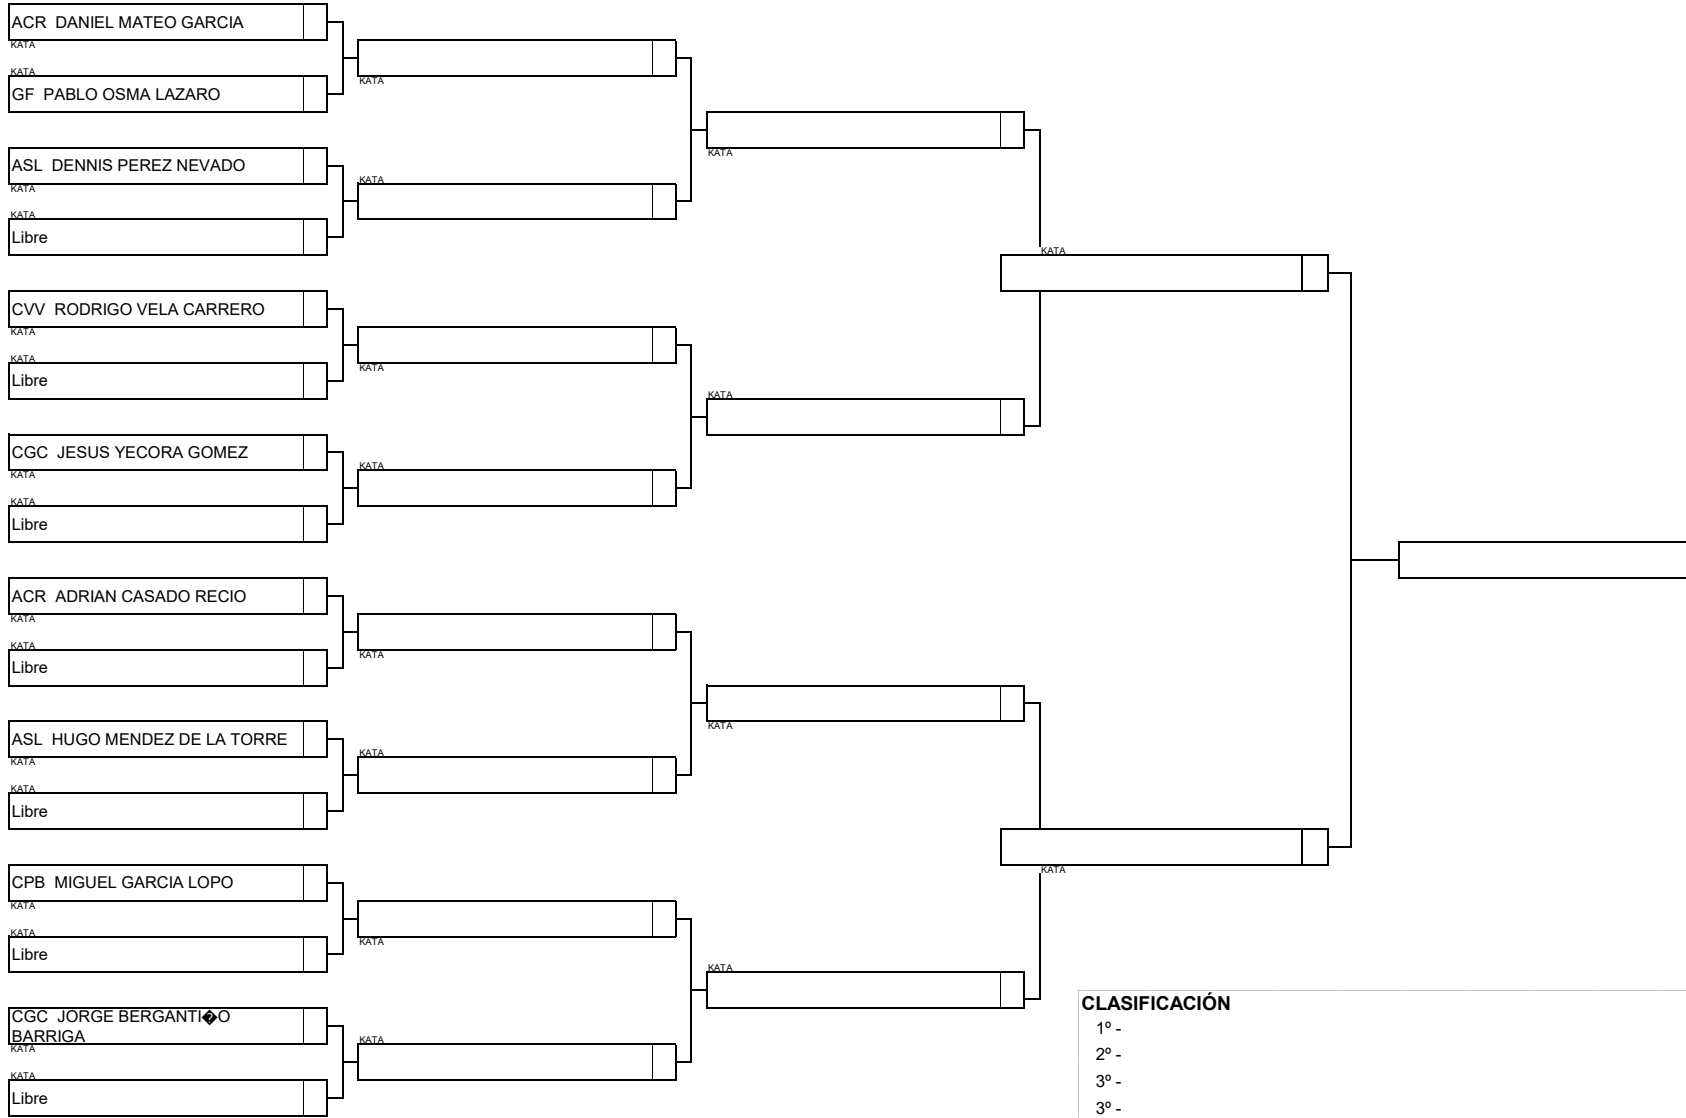 ACR DANIEL MATEO GARCIA
KATA
KATA
GF PABLO OSMA LAZARO
ASL DENNIS PEREZ NEVADO
KATA
KATA
Libre
CVV RODRIGO VELA CARRERO
KATA
KATA
Libre
CGC JESUS YECORA GOMEZ
KATA
KATA
Libre
ACR ADRIAN CASADO RECIO
KATA
KATA
Libre
ASL HUGO MENDEZ DE LA TORRE
KATA
KATA
Libre
CPB MIGUEL GARCIA LOPO
KATA
KATA
Libre
CGC JORGE BERGANTI�O
BARRIGA
KATA
KATA
Libre
KATA
KATA
KATA
KATA
KATA
KATA
KATA
KATA
KATA
KATA
KATA
KATA
KATA
KATA
CLASIFICACIÓN
1º -
2º -
3º -
3º -